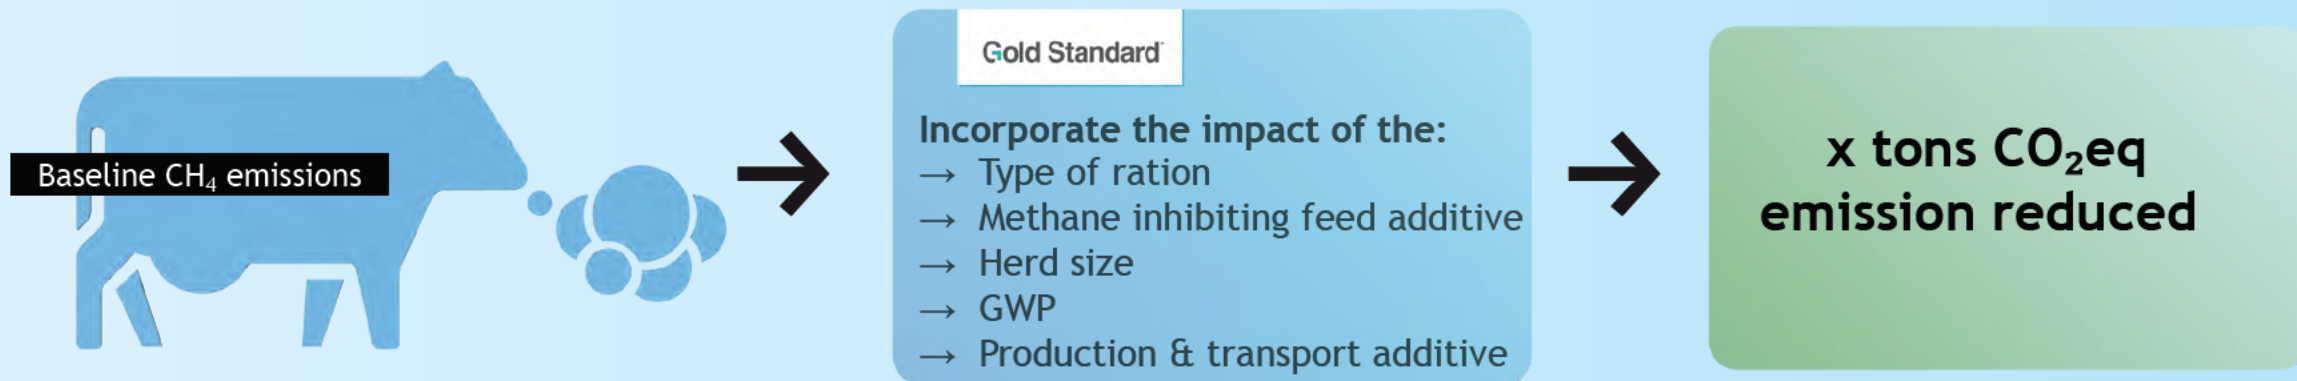 Baseline CH₄ emissions
Gold Standard
Incorporate the impact of the:
→ Type of ration
→ Methane inhibiting feed additive
→ Herd size
→ GWP
→ Production & transport additive
x tons CO₂eq
emission reduced